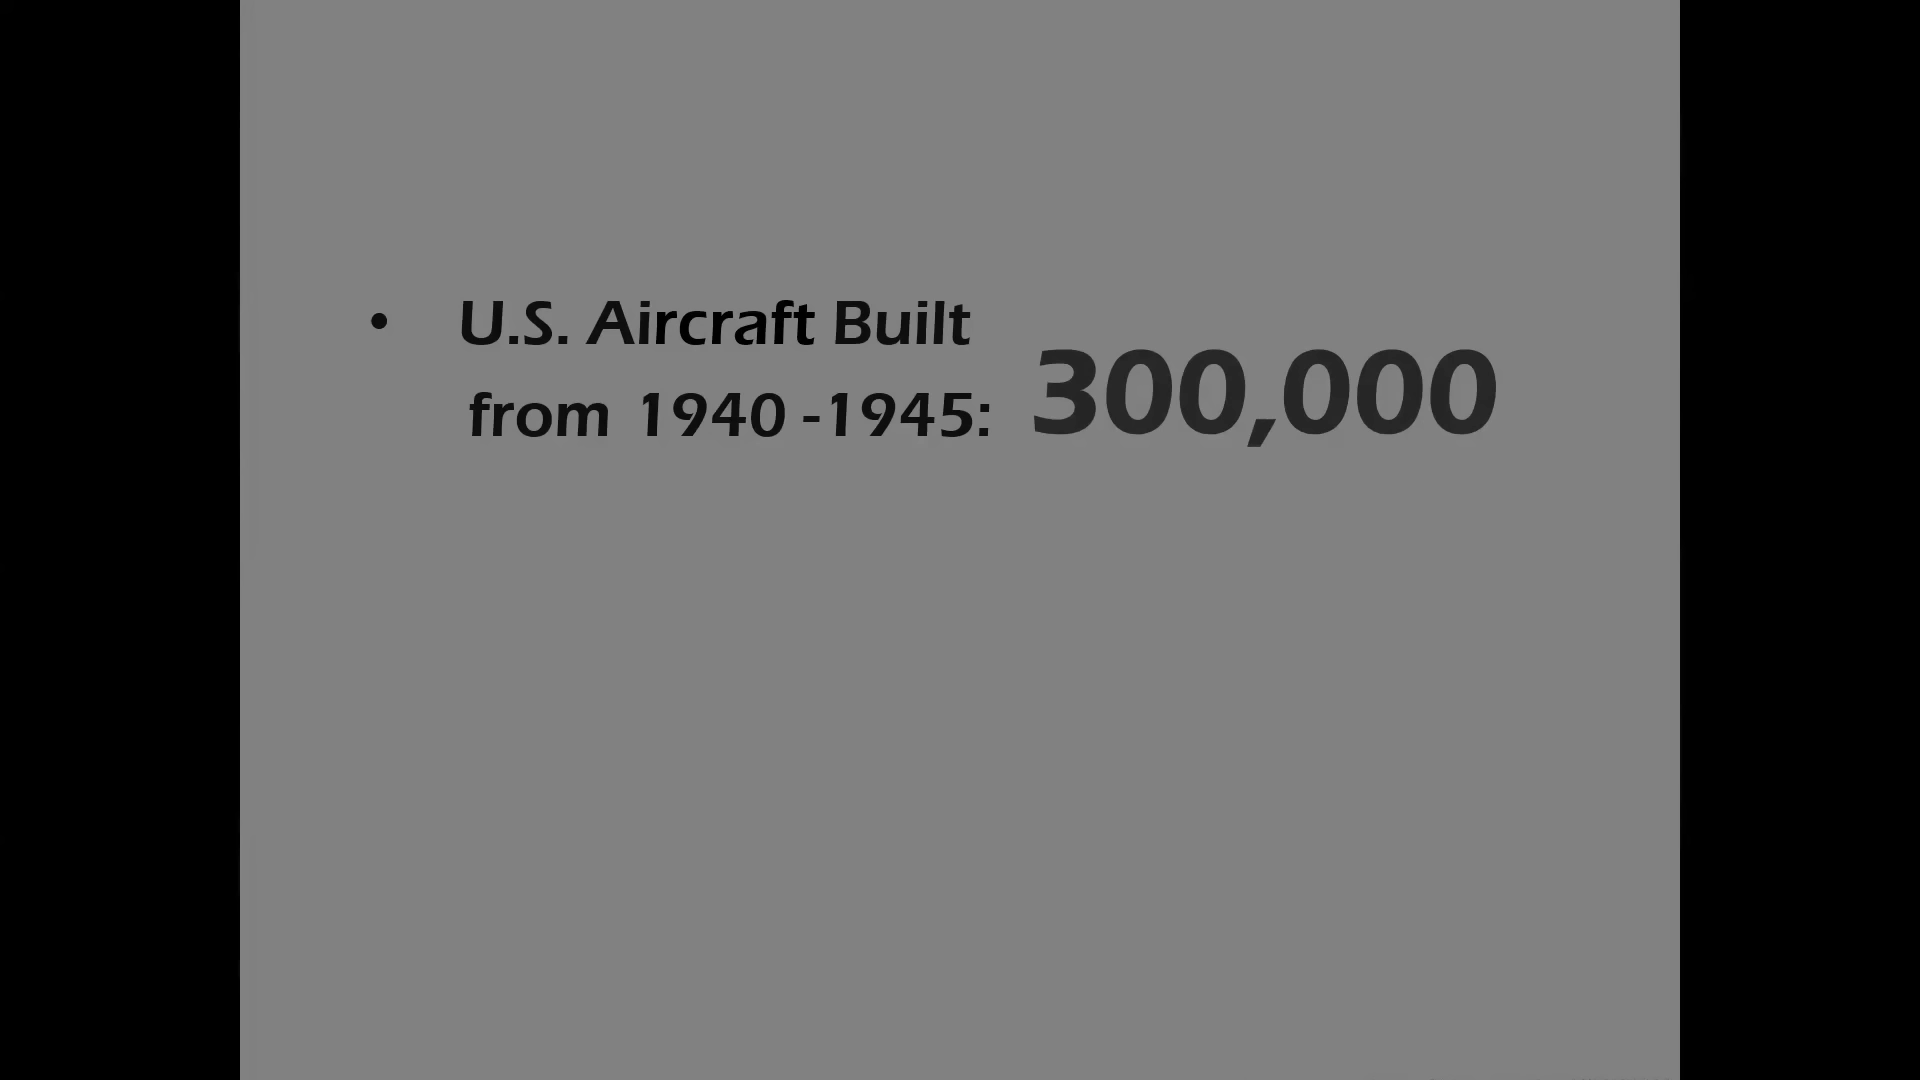 • U.S. Aircraft Built
from 1940 -1945: 300,000